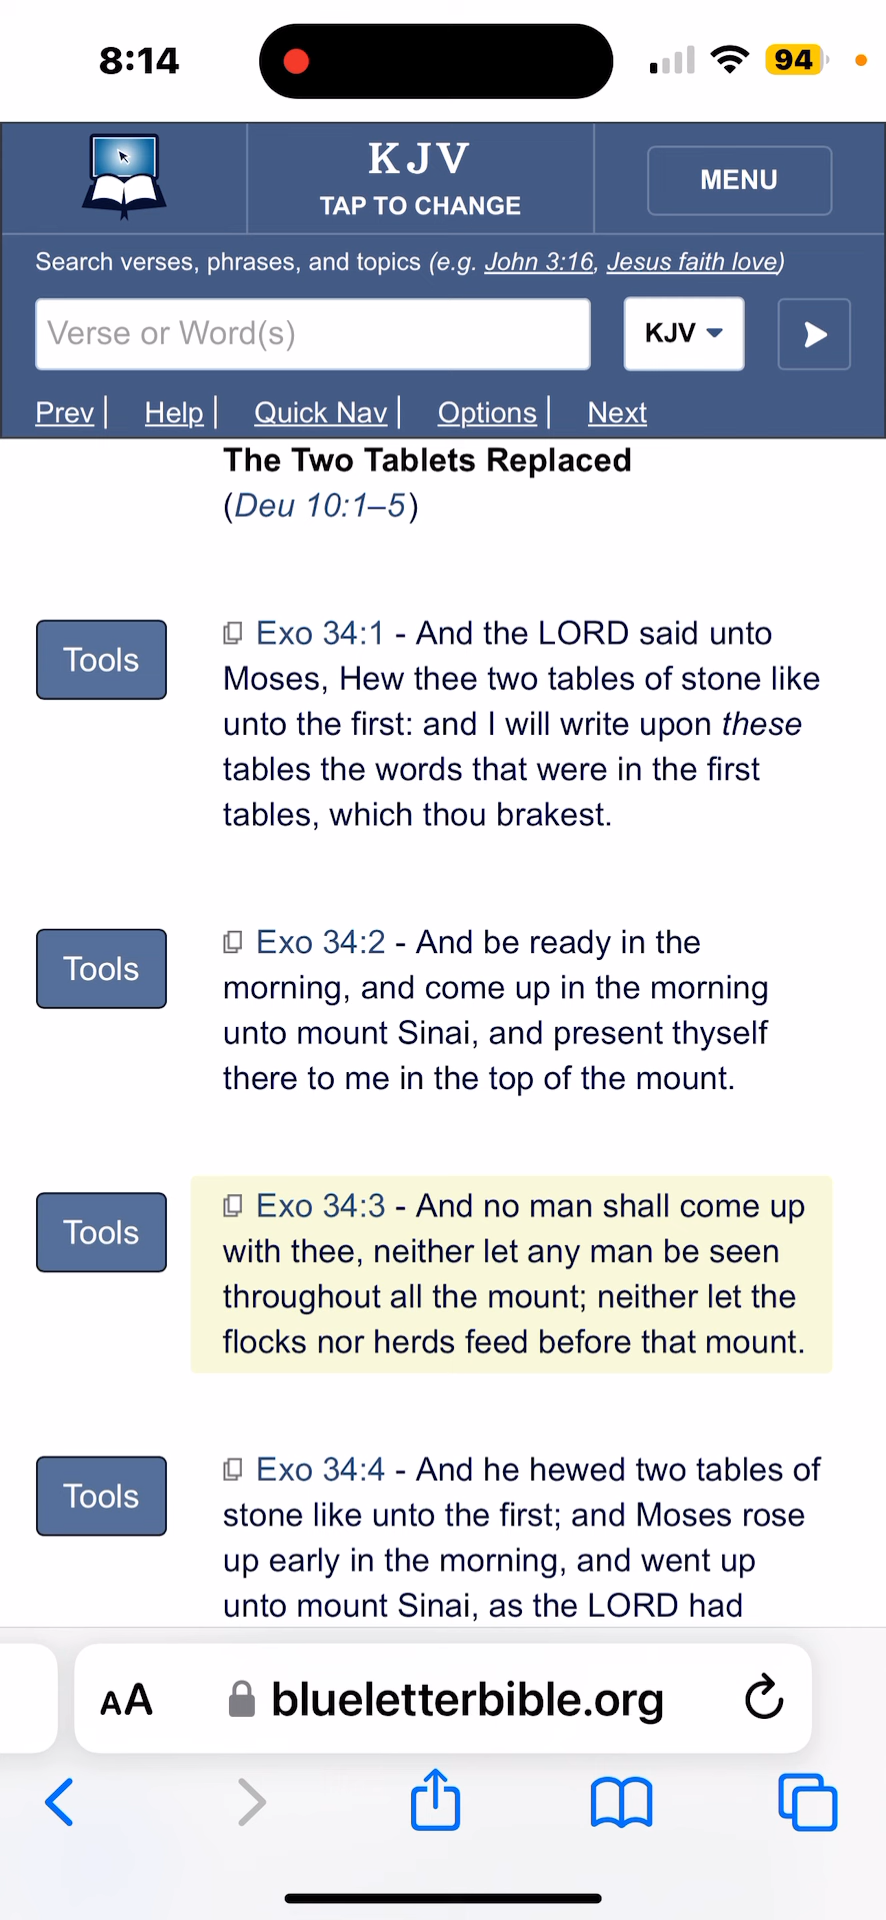 8:14
94
KJV
TAP TO CHANGE
MENU
Search verses, phrases, and topics (e.g. John 3:16, Jesus faith love)
Verse or Word(s)
KJV
Prev | Help | Quick Nav | Options | Next
The Two Tablets Replaced
(Deu 10:1–5)
Tools
Exo 34:1 - And the LORD said unto
Moses, Hew thee two tables of stone like
unto the first: and I will write upon these
tables the words that were in the first
tables, which thou brakest.
Tools
Exo 34:2 - And be ready in the
morning, and come up in the morning
unto mount Sinai, and present thyself
there to me in the top of the mount.
Tools
Exo 34:3 - And no man shall come up
with thee, neither let any man be seen
throughout all the mount; neither let the
flocks nor herds feed before that mount.
Tools
Exo 34:4 - And he hewed two tables of
stone like unto the first; and Moses rose
up early in the morning, and went up
unto mount Sinai, as the LORD had
AA blueletterbible.org